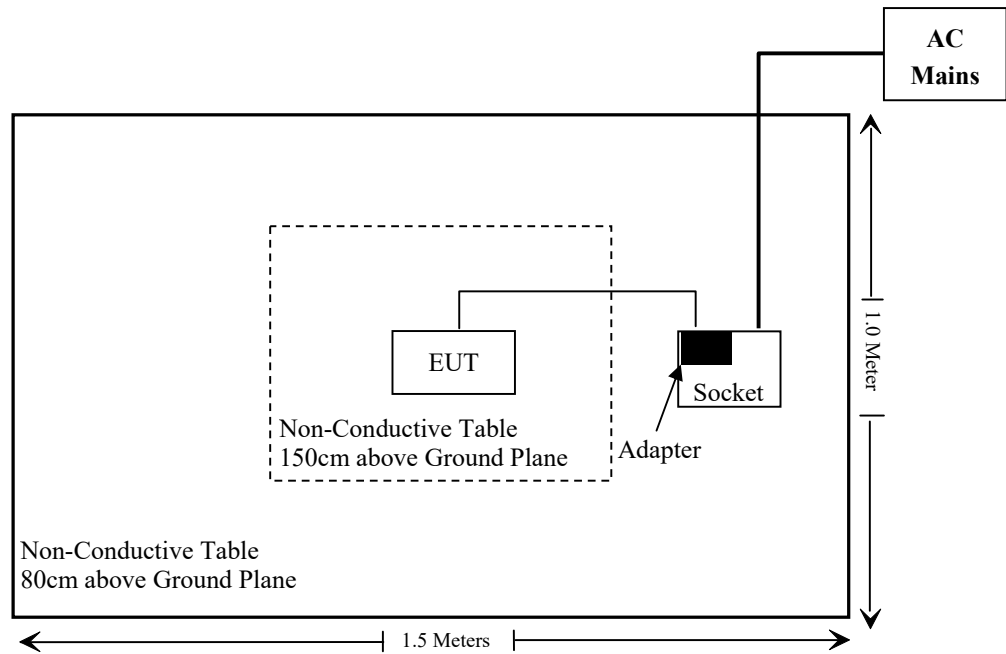 AC
Mains
1.0 Meter
EUT
Socket
Non-Conductive Table
150cm above Ground Plane
Adapter
Non-Conductive Table
80cm above Ground Plane
1.5 Meters